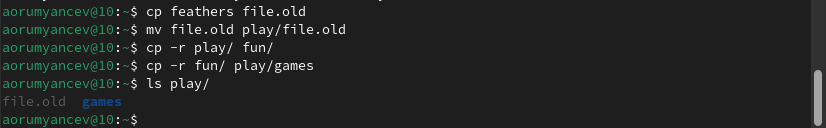 aorumyancev@10:~$ cp feathers file.old
aorumyancev@10:~$ mv file.old play/file.old
aorumyancev@10:~$ cp -r play/ fun/
aorumyancev@10:~$ cp -r fun/ play/games
aorumyancev@10:~$ ls play/
file.old  games
aorumyancev@10:~$